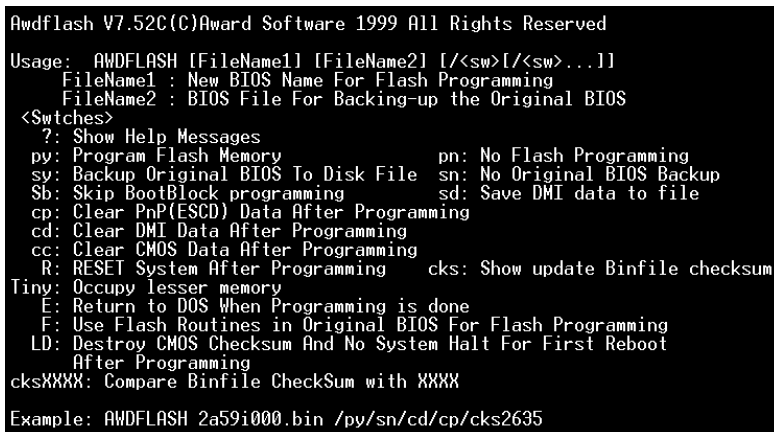 Awdflash V7.52C(C)Award Software 1999 All Rights Reserved
Usage:  AWDFLASH [FileName1] [FileName2] [/<sw>[/<sw>...]]
FileName1 : New BIOS Name For Flash Programming
FileName2 : BIOS File For Backing-up the Original BIOS
<Swtches>
?: Show Help Messages
py: Program Flash Memory                pn: No Flash Programming
sy: Backup Original BIOS To Disk File  sn: No Original BIOS Backup
Sb: Skip BootBlock programming         sd: Save DMI data to file
cp: Clear PnP(ESCD) Data After Programming
cd: Clear DMI Data After Programming
cc: Clear CMOS Data After Programming
R: RESET System After Programming    cks: Show update Binfile checksum
Tiny: Occupy lesser memory
E: Return to DOS When Programming is done
F: Use Flash Routines in Original BIOS For Flash Programming
LD: Destroy CMOS Checksum And No System Halt For First Reboot
After Programming
cksXXXX: Compare Binfile CheckSum with XXXX
Example: AWDFLASH 2a59i000.bin /py/sn/cd/cp/cks2635